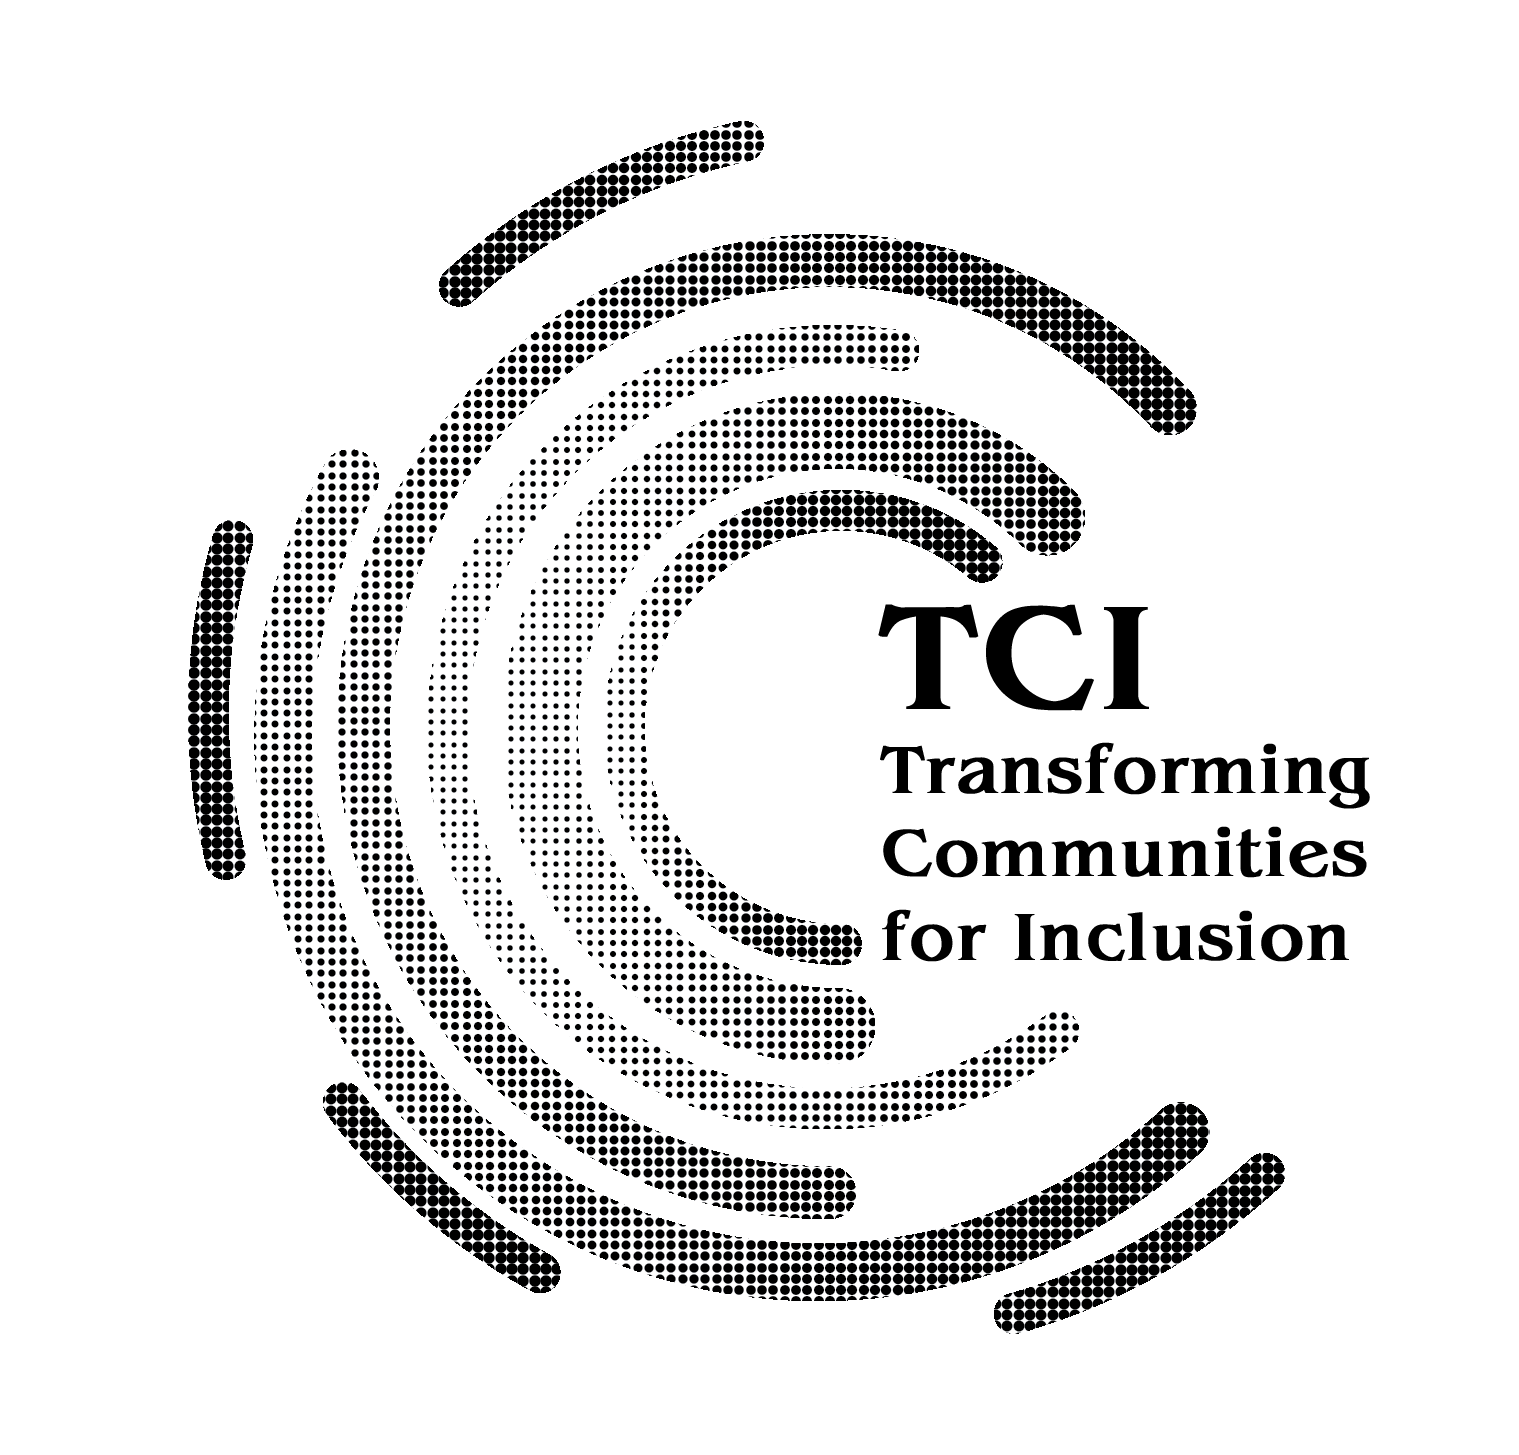 TCI
Transforming
Communities
for Inclusion